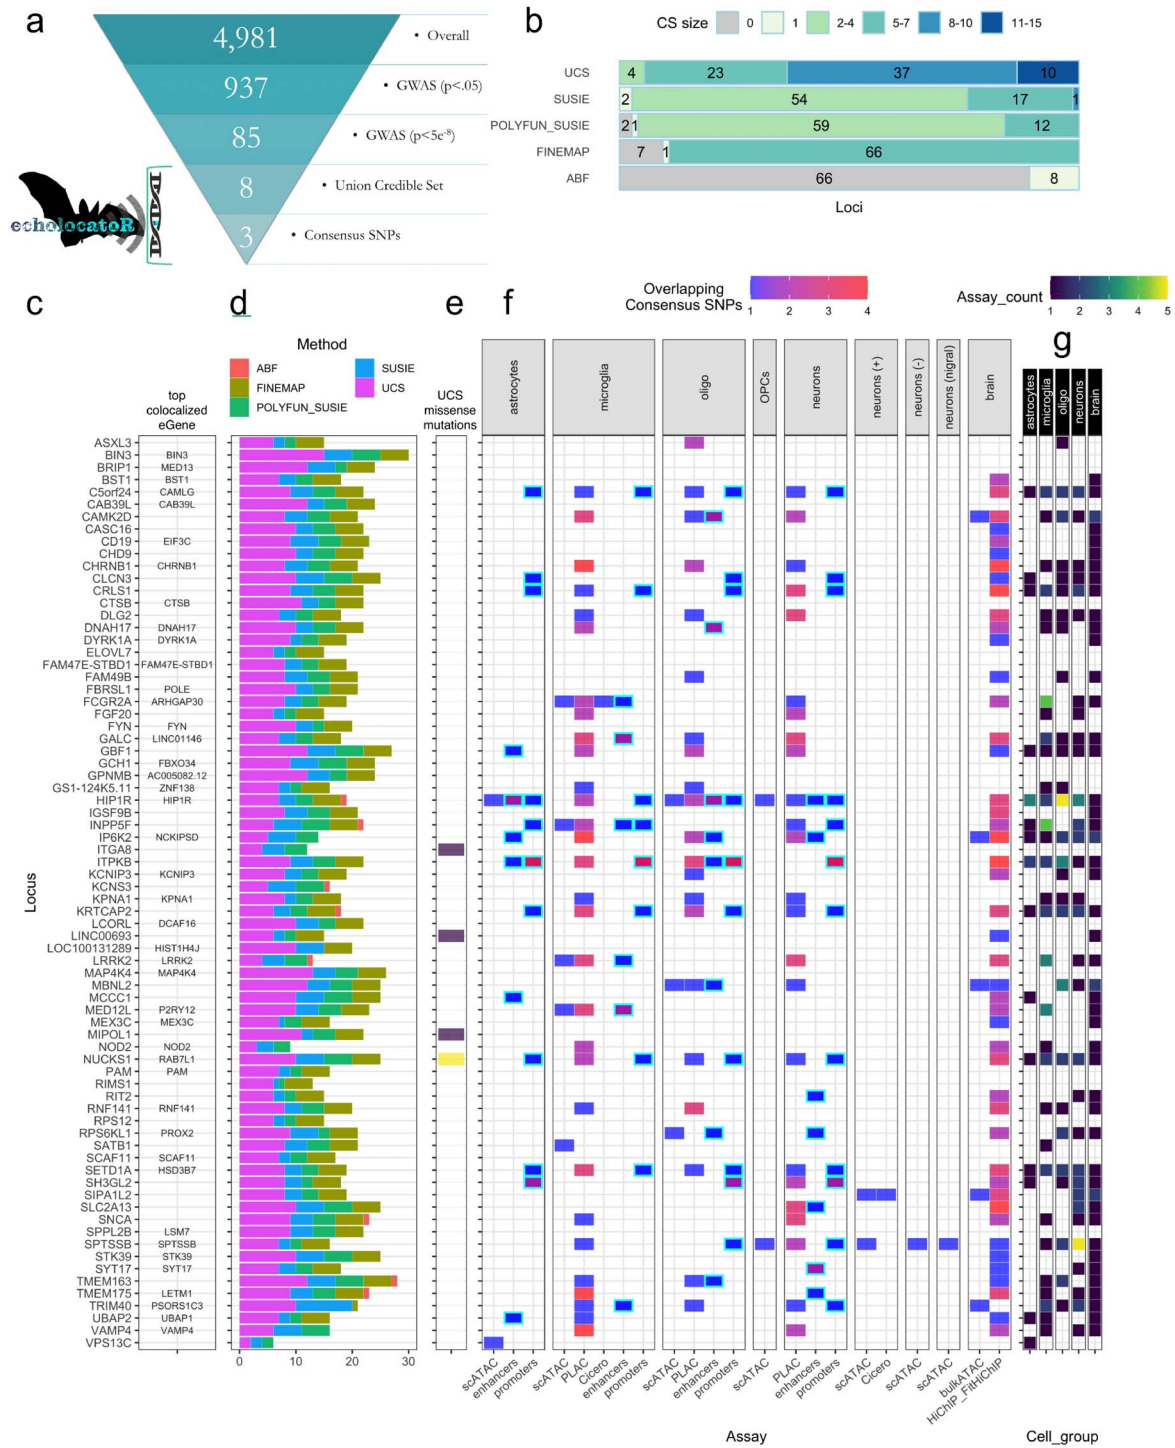 a
4,981
• Overall
937
• GWAS (p<.05)
85
• GWAS (p<5e-8)
8
• Union Credible Set
3
• Consensus SNPs
echolocatoR
b
CS size
0
1
2-4
5-7
8-10
11-15
UCS
4
23
37
10
SUSIE
2
54
17
1
POLYFUN_SUSIE
2
1
59
12
FINEMAP
7
1
66
ABF
66
8
Loci
c
d
e
f
g
Overlapping
Consensus SNPs
1 2 3 4
Assay_count
1 2 3 4 5
Method
ABF
FINEMAP
POLYFUN_SUSIE
SUSIE
UCS
top
colocalized
eGene
UCS
missense
mutations
astrocytes
microglia
oligo
OPCs
neurons
neurons (+)
neurons (-)
neurons (nigral)
brain
astrocytes
microglia
oligo
neurons
brain
Locus
ASXL3
BIN3 BIN3
BRIP1 MED13
BST1 BST1
C5orf24 CAMLG
CAB39L CAB39L
CAMK2D
CASC16
CD19 EIF3C
CHD9
CHRNB1 CHRNB1
CLCN3
CRLS1
CTSB CTSB
DLG2
DNAH17 DNAH17
DYRK1A DYRK1A
ELOVL7
FAM47E-STBD1 FAM47E-STBD1
FAM49B
FBRSL1 POLE
FCGR2A ARHGAP30
FGF20
FYN FYN
GALC LINC01146
GBF1
GCH1 FBXO34
GPNMB AC005082.12
GS1-124K5.11 ZNF138
HIP1R HIP1R
IGSF9B
INPP5F
IP6K2 NCKIPSD
ITGA8
ITPKB
KCNIP3 KCNIP3
KCNS3
KPNA1 KPNA1
KRTCAP2
LCORL DCAF16
LINC00693
LOC100131289 HIST1H4J
LRRK2 LRRK2
MAP4K4 MAP4K4
MBNL2
MCCC1
MED12L P2RY12
MEX3C MEX3C
MIPOL1
NOD2 NOD2
NUCKS1 RAB7L1
PAM PAM
RIMS1
RIT2
RNF141 RNF141
RPS12
RPS6KL1 PROX2
SATB1
SCAF11 SCAF11
SETD1A HSD3B7
SH3GL2
SIPA1L2
SLC2A13
SNCA
SPPL2B LSM7
SPTSSB SPTSSB
STK39 STK39
SYT17 SYT17
TMEM163
TMEM175 LETM1
TRIM40 PSORS1C3
UBAP2 UBAP1
VAMP4 VAMP4
VPS13C
0 10 20 30
scATAC
enhancers
promoters
scATAC
PLAC
Cicero
enhancers
promoters
scATAC
PLAC
enhancers
promoters
scATAC
PLAC
enhancers
promoters
scATAC
Cicero
scATAC
scATAC
bulkATAC
HiChIP_FitHiChIP
Assay
Cell_group